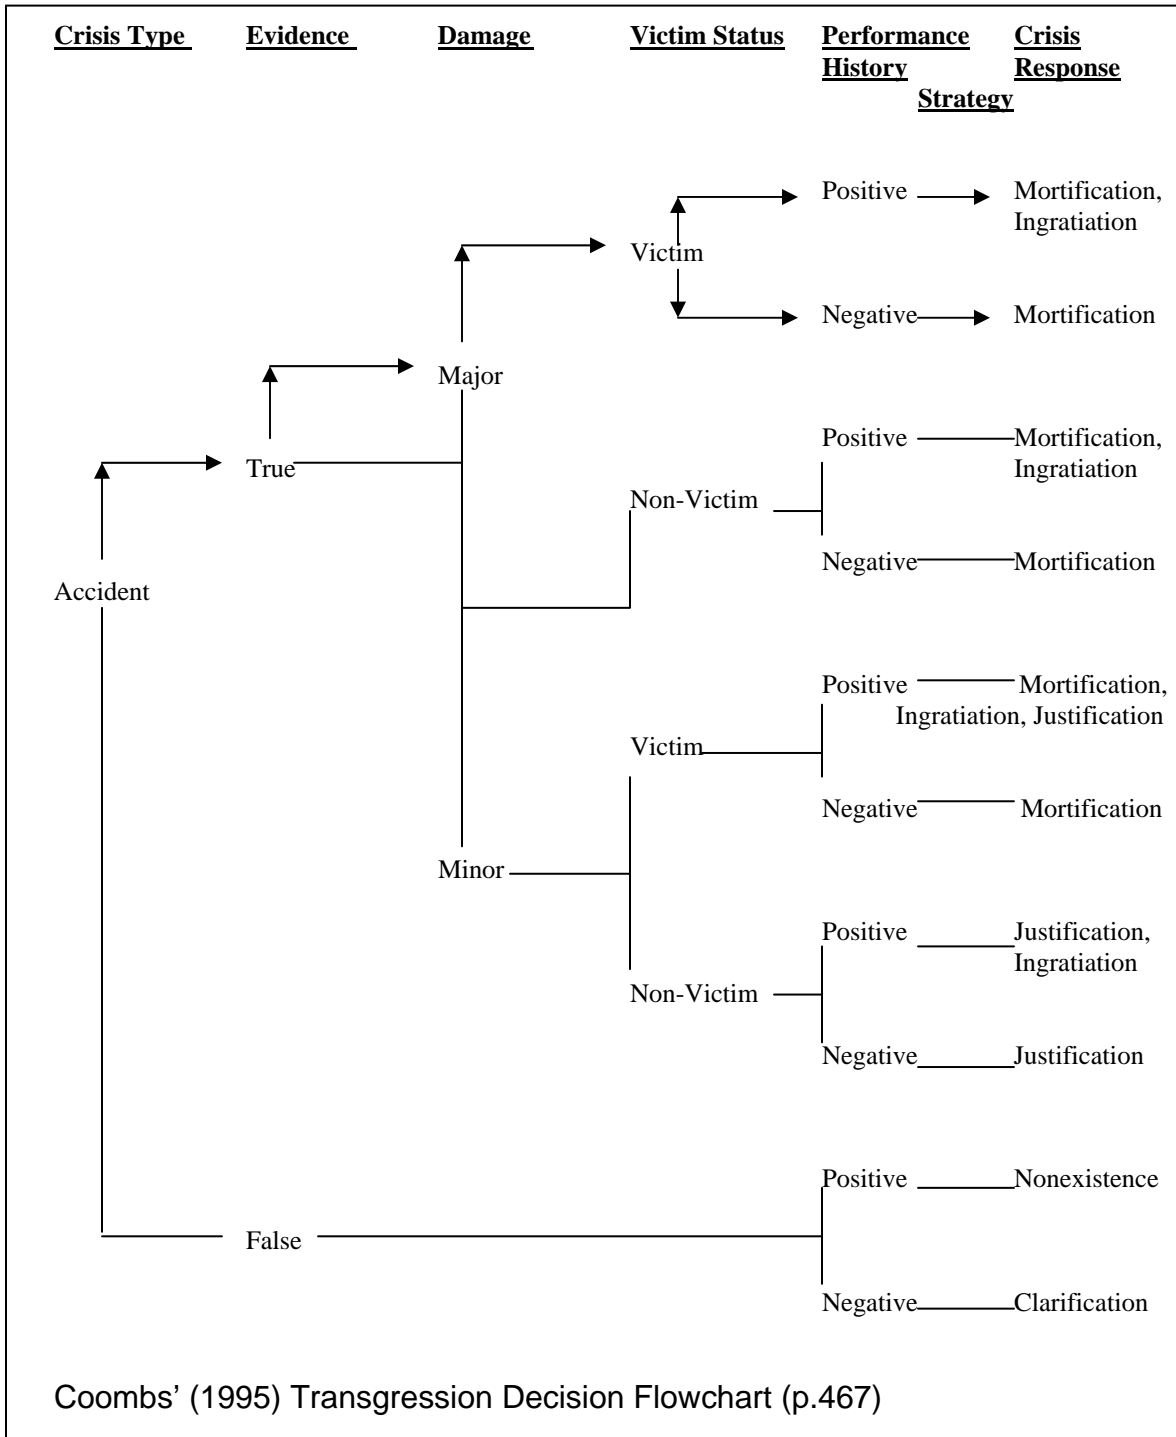 Crisis Type Evidence Damage Victim Status Performance Crisis
History Response
Strategy
Positive Mortification,
Ingratiation
Victim
Negative Mortification
Major
Positive Mortification,
Ingratiation
True
Non-Victim
Negative Mortification
Accident
Positive Mortification,
Ingratiation, Justification
Victim
Negative Mortification
Minor
Positive Justification,
Ingratiation
Non-Victim
Negative Justification
Positive Nonexistence
False
Negative Clarification
Coombs’ (1995) Transgression Decision Flowchart (p.467)